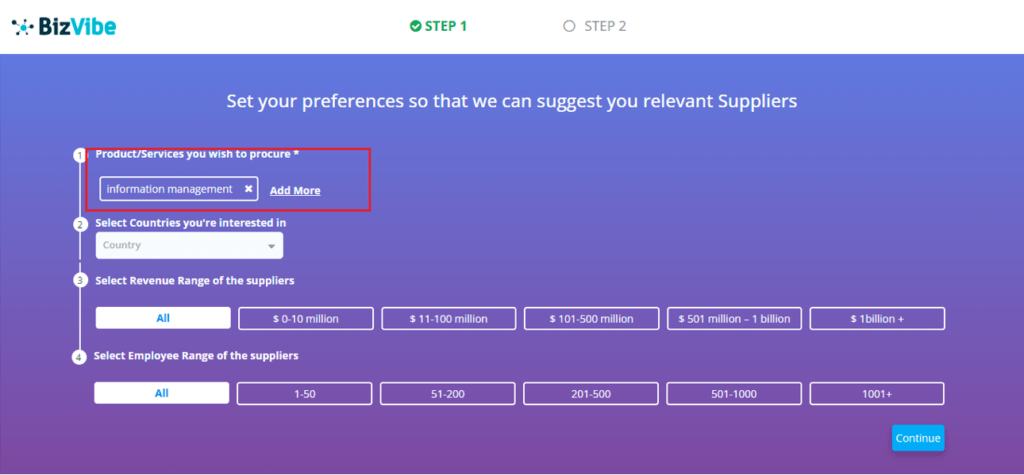 BizVibe
STEP 1
STEP 2
Set your preferences so that we can suggest you relevant Suppliers
1 Product/Services you wish to procure *
information management ✖ Add More
2 Select Countries you're interested in
Country
3 Select Revenue Range of the suppliers
All $ 0-10 million $ 11-100 million $ 101-500 million $ 501 million – 1 billion $ 1billion +
4 Select Employee Range of the suppliers
All 1-50 51-200 201-500 501-1000 1001+
Continue